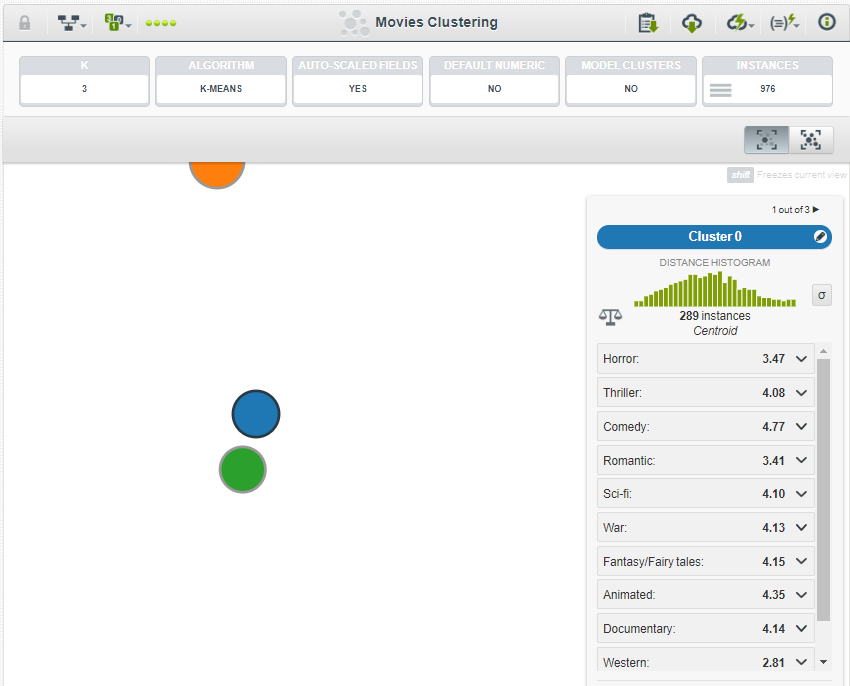 Movies Clustering
K
3
ALGORITHM
K-MEANS
AUTO-SCALED FIELDS
YES
DEFAULT NUMERIC
NO
MODEL CLUSTERS
NO
INSTANCES
976
shift Freezes current view
1 out of 3
Cluster 0
DISTANCE HISTOGRAM
σ
289 instances
Centroid
Horror: 3.47
Thriller: 4.08
Comedy: 4.77
Romantic: 3.41
Sci-fi: 4.10
War: 4.13
Fantasy/Fairy tales: 4.15
Animated: 4.35
Documentary: 4.14
Western: 2.81